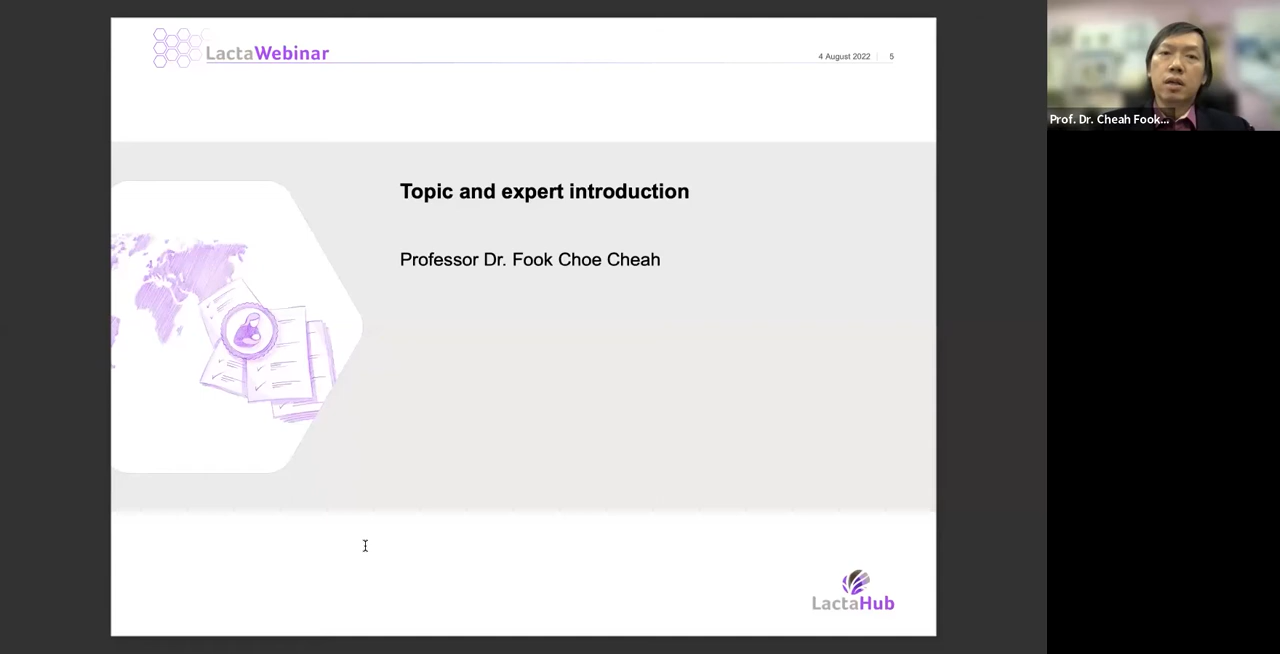 LactaWebinar
4 August 2022 5
Topic and expert introduction
Professor Dr. Fook Choe Cheah
LactaHub
Prof. Dr. Cheah Fook...